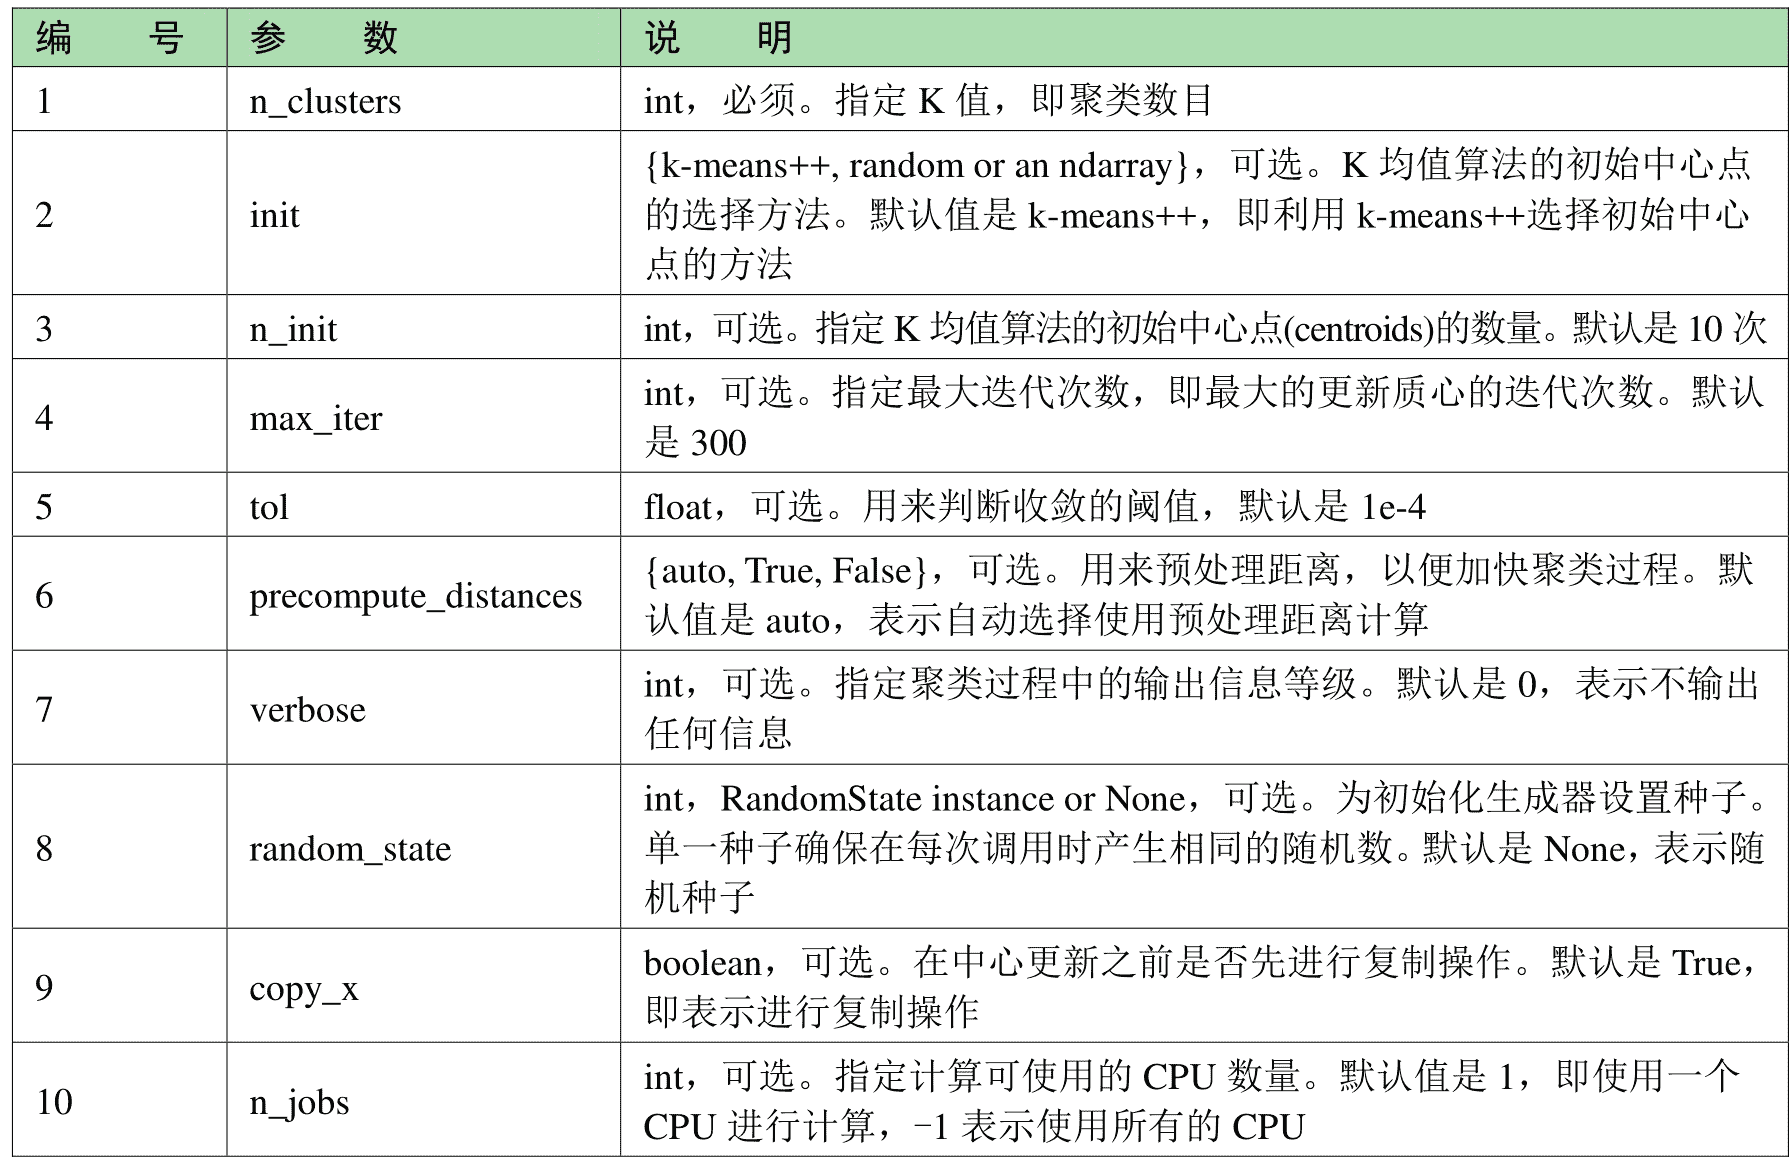 编 号 参 数 说 明
1 n_clusters int，必须。指定 K 值，即聚类数目
2 init {k-means++, random or an ndarray}，可选。K 均值算法的初始中心点
的选择方法。默认值是 k-means++，即利用 k-means++选择初始中心
点的方法
3 n_init int，可选。指定 K 均值算法的初始中心点(centroids)的数量。默认是 10 次
4 max_iter int，可选。指定最大迭代次数，即最大的更新质心的迭代次数。默认
是 300
5 tol float，可选。用来判断收敛的阈值，默认是 1e-4
6 precompute_distances {auto, True, False}，可选。用来预处理距离，以便加快聚类过程。默
认值是 auto，表示自动选择使用预处理距离计算
7 verbose int，可选。指定聚类过程中的输出信息等级。默认是 0，表示不输出
任何信息
8 random_state int，RandomState instance or None，可选。为初始化生成器设置种子。
单一种子确保在每次调用时产生相同的随机数。默认是 None，表示随
机种子
9 copy_x boolean，可选。在中心更新之前是否先进行复制操作。默认是 True，
即表示进行复制操作
10 n_jobs int，可选。指定计算可使用的 CPU 数量。默认值是 1，即使用一个
CPU 进行计算，-1 表示使用所有的 CPU